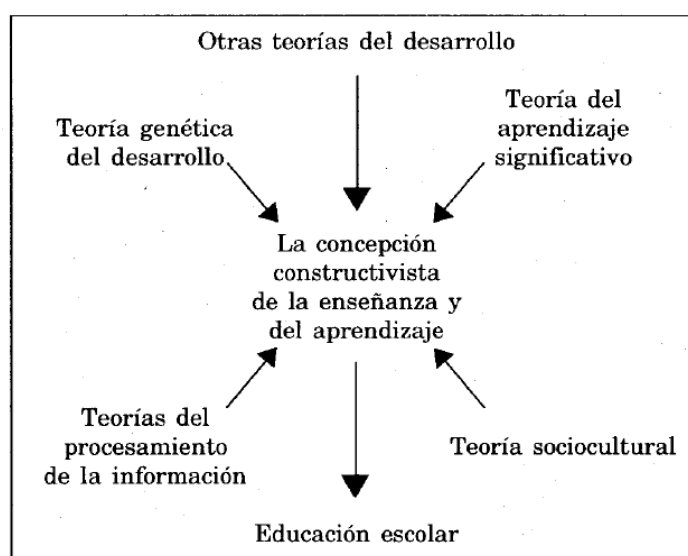 Otras teorías del desarrollo
Teoría genética
del desarrollo
Teoría del
aprendizaje
significativo
La concepción
constructivista
de la enseñanza y
del aprendizaje
Teorías del
procesamiento
de la información
Teoría sociocultural
Educación escolar